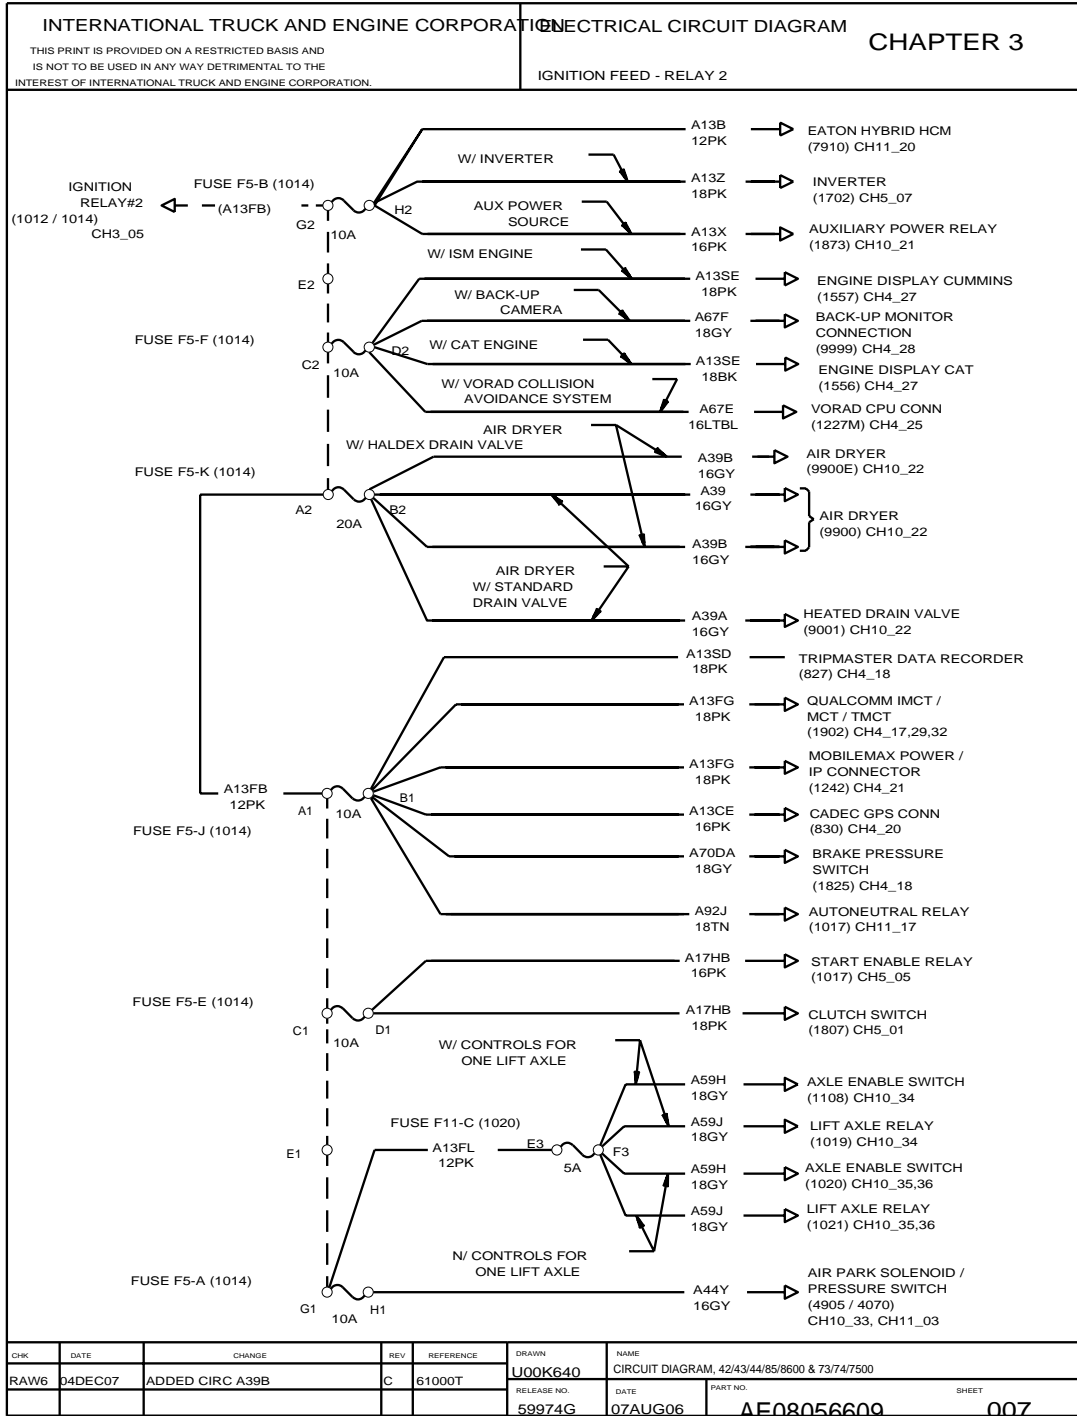 INTERNATIONAL TRUCK AND ENGINE CORPORATION
THIS PRINT IS PROVIDED ON A RESTRICTED BASIS AND
IS NOT TO BE USED IN ANY WAY DETRIMENTAL TO THE
INTEREST OF INTERNATIONAL TRUCK AND ENGINE CORPORATION.
ELECTRICAL CIRCUIT DIAGRAM
CHAPTER 3
IGNITION FEED - RELAY 2
IGNITION
RELAY#2
(1012 / 1014)
CH3_05
(A13FB)
FUSE F5-B (1014)
G2
10A
H2
A13B
12PK
EATON HYBRID HCM
(7910) CH11_20
W/ INVERTER
A13Z
18PK
INVERTER
(1702) CH5_07
AUX POWER
SOURCE
A13X
16PK
AUXILIARY POWER RELAY
(1873) CH10_21
E2
W/ ISM ENGINE
A13SE
18PK
ENGINE DISPLAY CUMMINS
(1557) CH4_27
W/ BACK-UP
CAMERA
A67F
18GY
BACK-UP MONITOR
CONNECTION
(9999) CH4_28
FUSE F5-F (1014)
C2
10A
D2
W/ CAT ENGINE
A13SE
18BK
ENGINE DISPLAY CAT
(1556) CH4_27
W/ VORAD COLLISION
AVOIDANCE SYSTEM
A67E
16LTBL
VORAD CPU CONN
(1227M) CH4_25
AIR DRYER
W/ HALDEX DRAIN VALVE
A39B
16GY
AIR DRYER
(9900E) CH10_22
FUSE F5-K (1014)
A2
20A
B2
A39
16GY
AIR DRYER
(9900) CH10_22
A39B
16GY
AIR DRYER
W/ STANDARD
DRAIN VALVE
A39A
16GY
HEATED DRAIN VALVE
(9001) CH10_22
A13SD
18PK
TRIPMASTER DATA RECORDER
(827) CH4_18
A13FG
18PK
QUALCOMM IMCT /
MCT / TMCT
(1902) CH4_17,29,32
A13FG
18PK
MOBILEMAX POWER /
IP CONNECTOR
(1242) CH4_21
A13FB
12PK
A1
10A
B1
FUSE F5-J (1014)
A13CE
16PK
CADEC GPS CONN
(830) CH4_20
A70DA
18GY
BRAKE PRESSURE
SWITCH
(1825) CH4_18
A92J
18TN
AUTONEUTRAL RELAY
(1017) CH11_17
A17HB
16PK
START ENABLE RELAY
(1017) CH5_05
FUSE F5-E (1014)
C1
10A
D1
A17HB
18PK
CLUTCH SWITCH
(1807) CH5_01
W/ CONTROLS FOR
ONE LIFT AXLE
A59H
18GY
AXLE ENABLE SWITCH
(1108) CH10_34
FUSE F11-C (1020)
A59J
18GY
LIFT AXLE RELAY
(1019) CH10_34
E1
A13FL
12PK
E3
5A
F3
A59H
18GY
AXLE ENABLE SWITCH
(1020) CH10_35,36
A59J
18GY
LIFT AXLE RELAY
(1021) CH10_35,36
N/ CONTROLS FOR
ONE LIFT AXLE
FUSE F5-A (1014)
G1
10A
H1
A44Y
16GY
AIR PARK SOLENOID /
PRESSURE SWITCH
(4905 / 4070)
CH10_33, CH11_03
CHK DATE CHANGE REV REFERENCE
RAW6 04DEC07 ADDED CIRC A39B C 61000T
DRAWN
U00K640
NAME
CIRCUIT DIAGRAM, 42/43/44/85/8600 & 73/74/7500
RELEASE NO.
59974G
DATE
07AUG06
PART NO.
AE08056609
SHEET
007